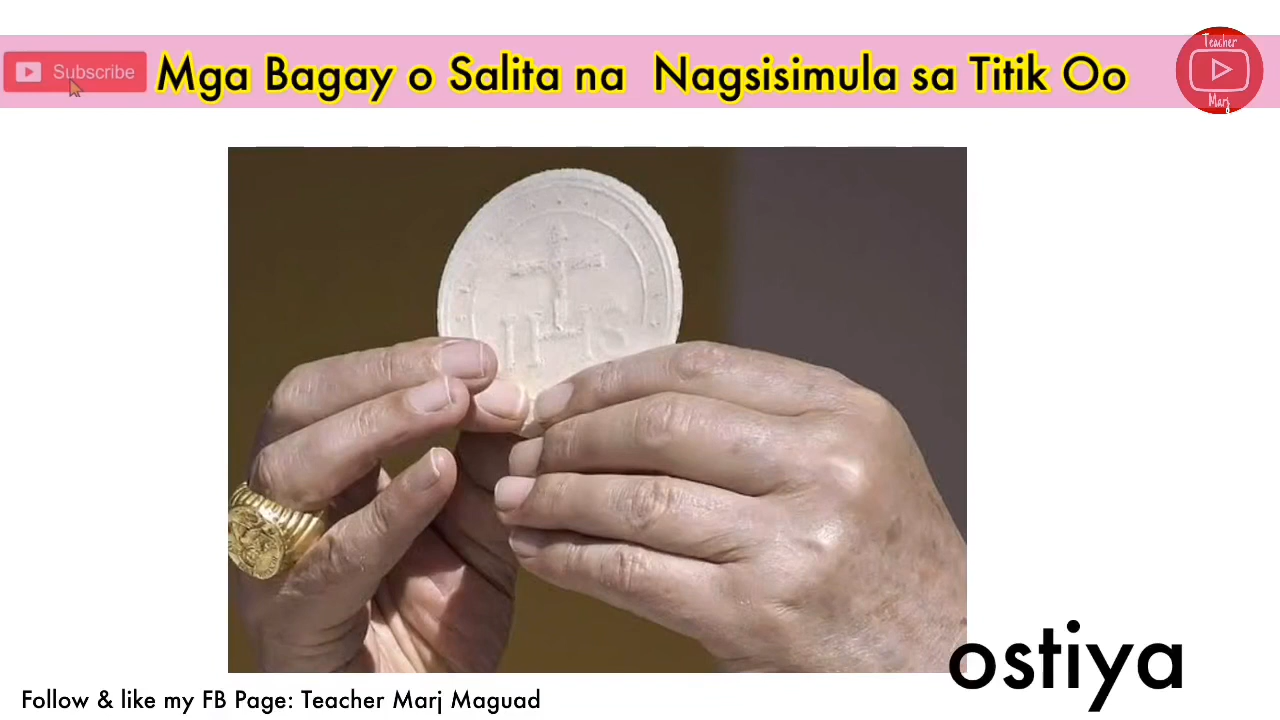 Subscribe
Mga Bagay o Salita na Nagsisimula sa Titik Oo
Teacher
Marj
IHS
ostiya
Follow & like my FB Page: Teacher Marj Maguad